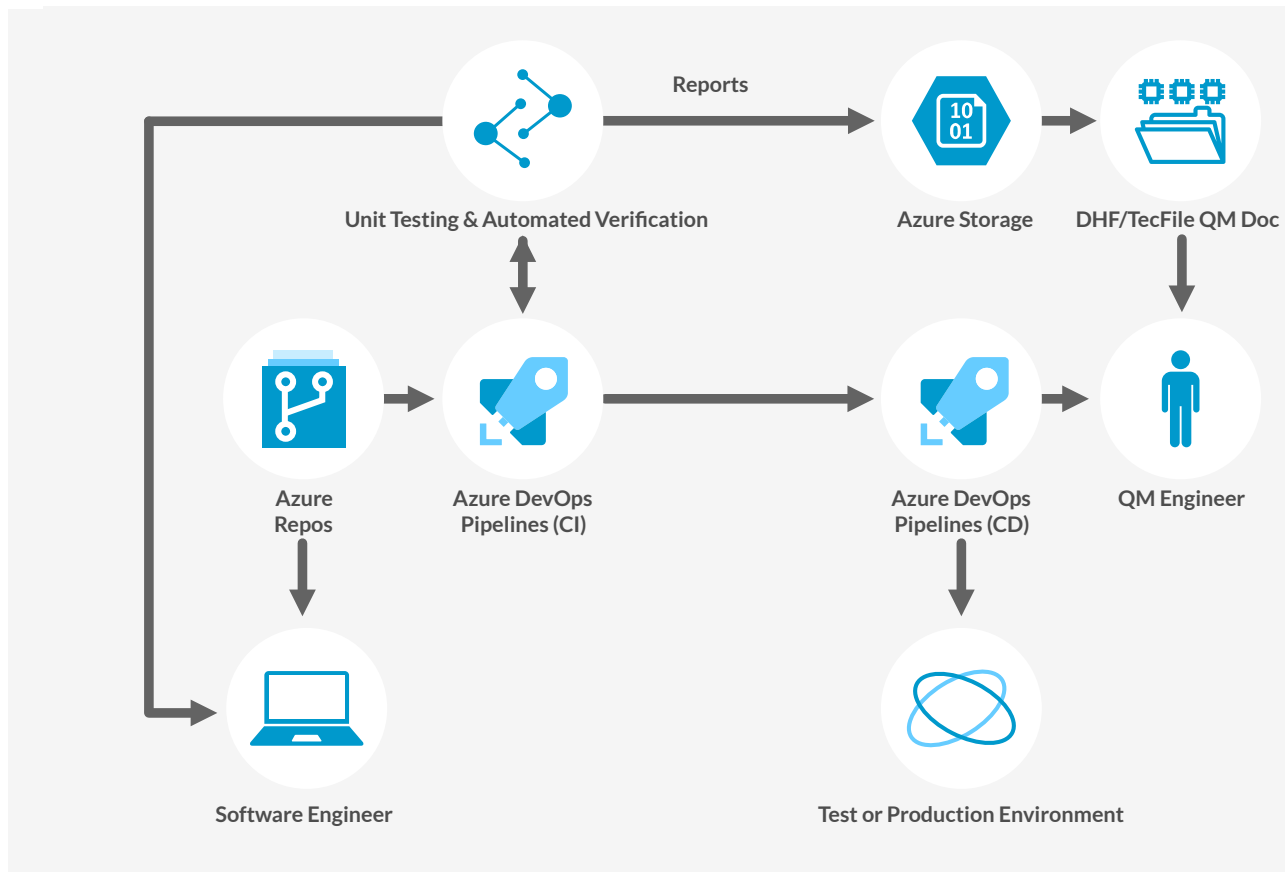 Reports
10
01
Unit Testing & Automated Verification
Azure Storage
DHF/TecFile QM Doc
Azure
Repos
Azure DevOps
Pipelines (CI)
Azure DevOps
Pipelines (CD)
QM Engineer
Software Engineer
Test or Production Environment